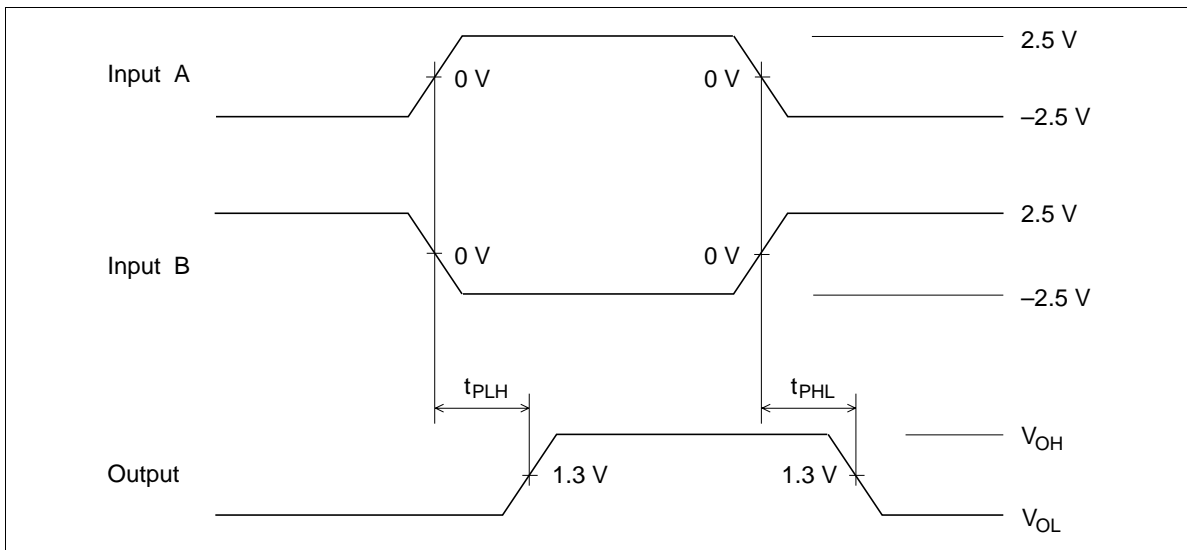 2.5 V
Input A
0 V
0 V
–2.5 V
2.5 V
0 V
0 V
Input B
–2.5 V
tPLH
tPHL
VOH
Output
1.3 V
1.3 V
VOL